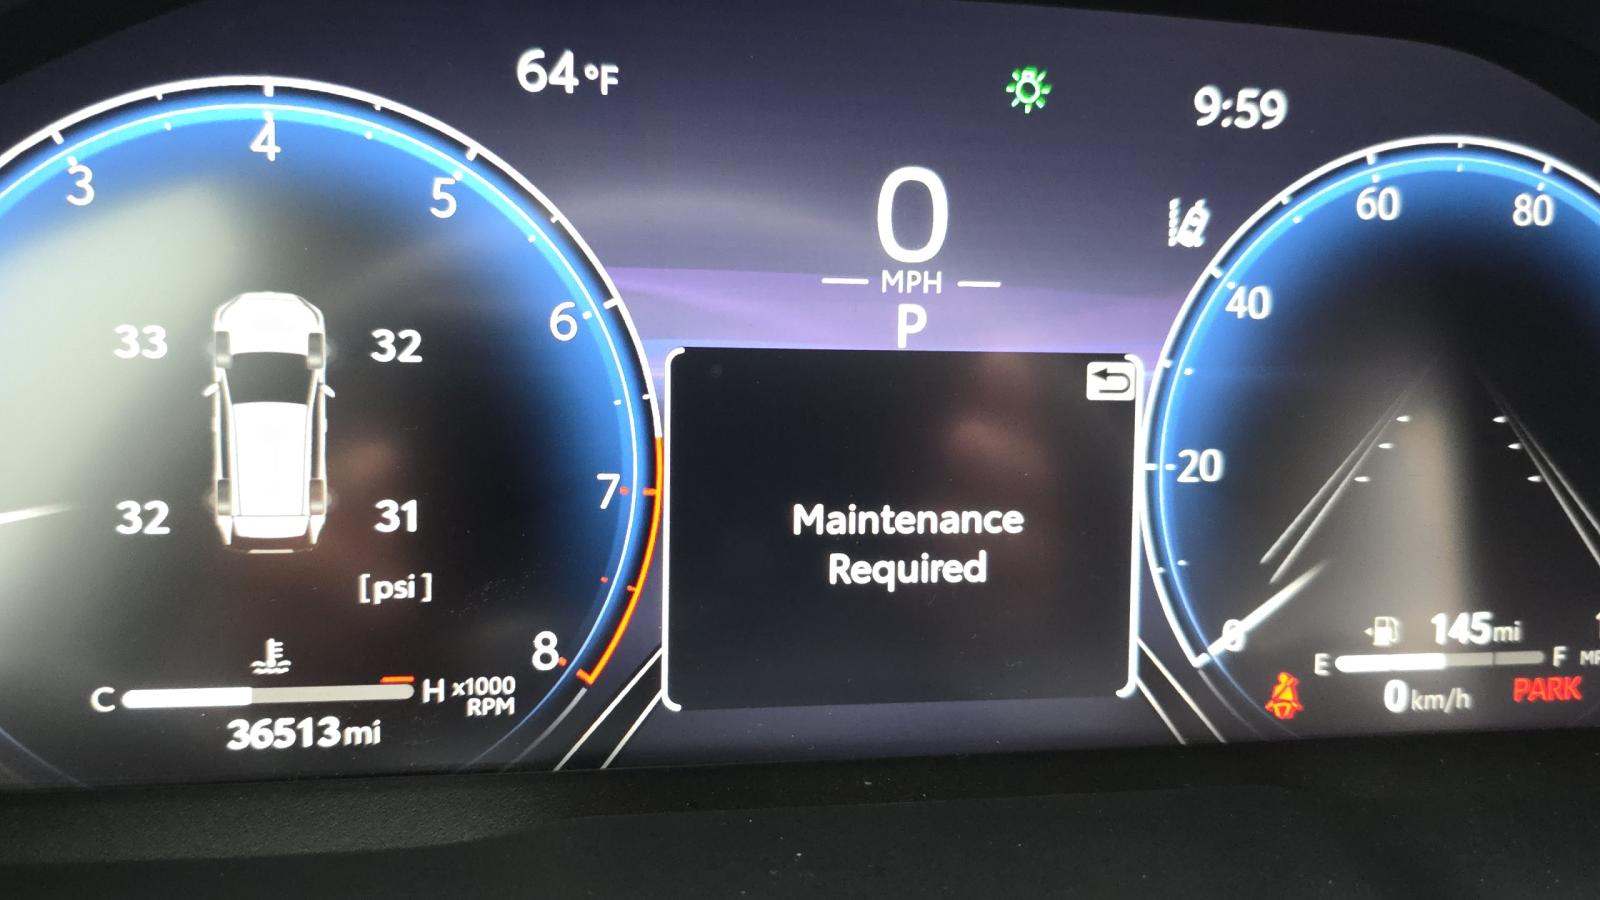 64°F
9:59
3
4
5
6
7
8
33
32
32
31
[psi]
C
H
x1000
RPM
36513mi
0
MPH
P
Maintenance
Required
60
80
40
20
0
145mi
E
F
0km/h
PARK